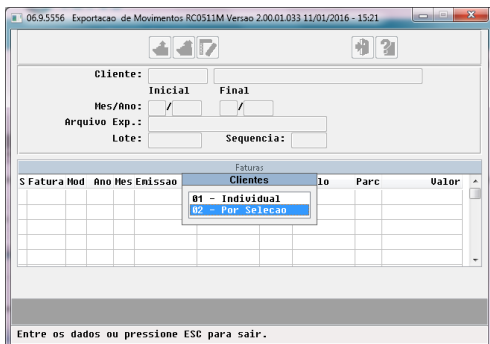 06.9.5556 Exportacao de Movimentos RC0511M Versao 2.00.01.033 11/01/2016 - 15:21
Cliente:
Inicial Final
Mes/Ano: / /
Arquivo Exp.:
Lote: Sequencia:
Faturas
S Fatura Mod Ano Mes Emissao lo Parc Valor
Clientes
01 - Individual
02 - Por Selecao
Entre os dados ou pressione ESC para sair.